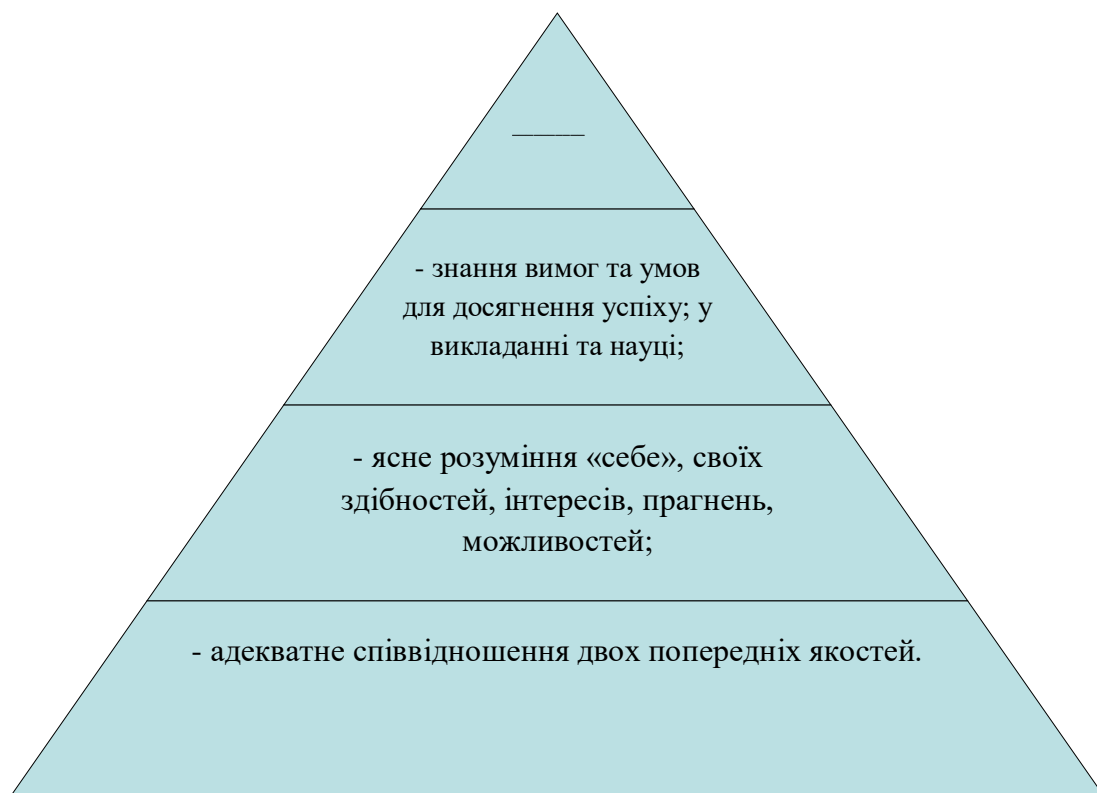 ________
- знання вимог та умов
для досягнення успіху; у
викладанні та науці;
- ясне розуміння «себе», своїх
здібностей, інтересів, прагнень,
можливостей;
- адекватне співвідношення двох попередніх якостей.